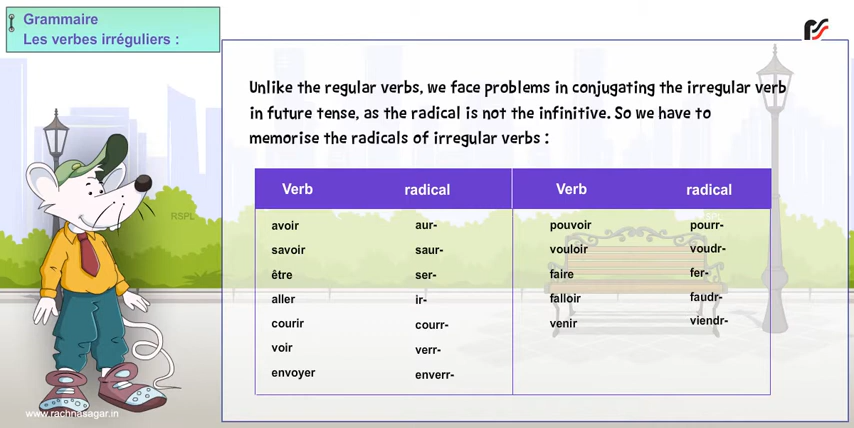 Grammaire
Les verbes irréguliers :
Unlike the regular verbs, we face problems in conjugating the irregular verb
in future tense, as the radical is not the infinitive. So we have to
memorise the radicals of irregular verbs :
Verb radical Verb radical
avoir aur- pouvoir pourr-
savoir saur- vouloir voudr-
être ser- faire fer-
aller ir- falloir faudr-
courir courr- venir viendr-
voir verr-
envoyer enverr-
RSPL
www.rachnasagar.in